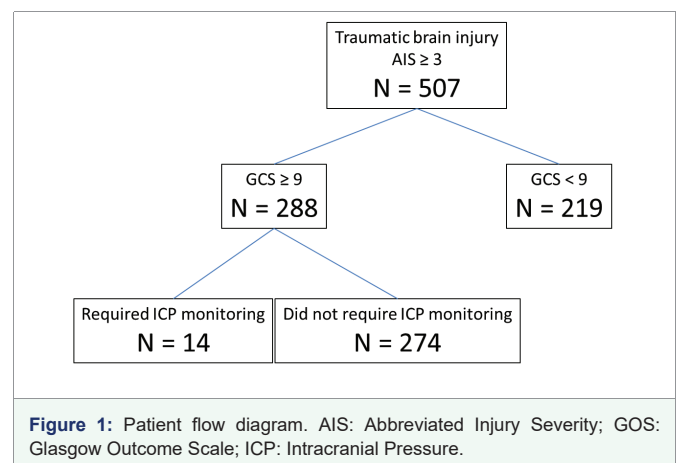 Traumatic brain injury
AIS ≥ 3
N = 507
GCS ≥ 9
N = 288
GCS < 9
N = 219
Required ICP monitoring
N = 14
Did not require ICP monitoring
N = 274
Figure 1: Patient flow diagram. AIS: Abbreviated Injury Severity; GOS:
Glasgow Outcome Scale; ICP: Intracranial Pressure.